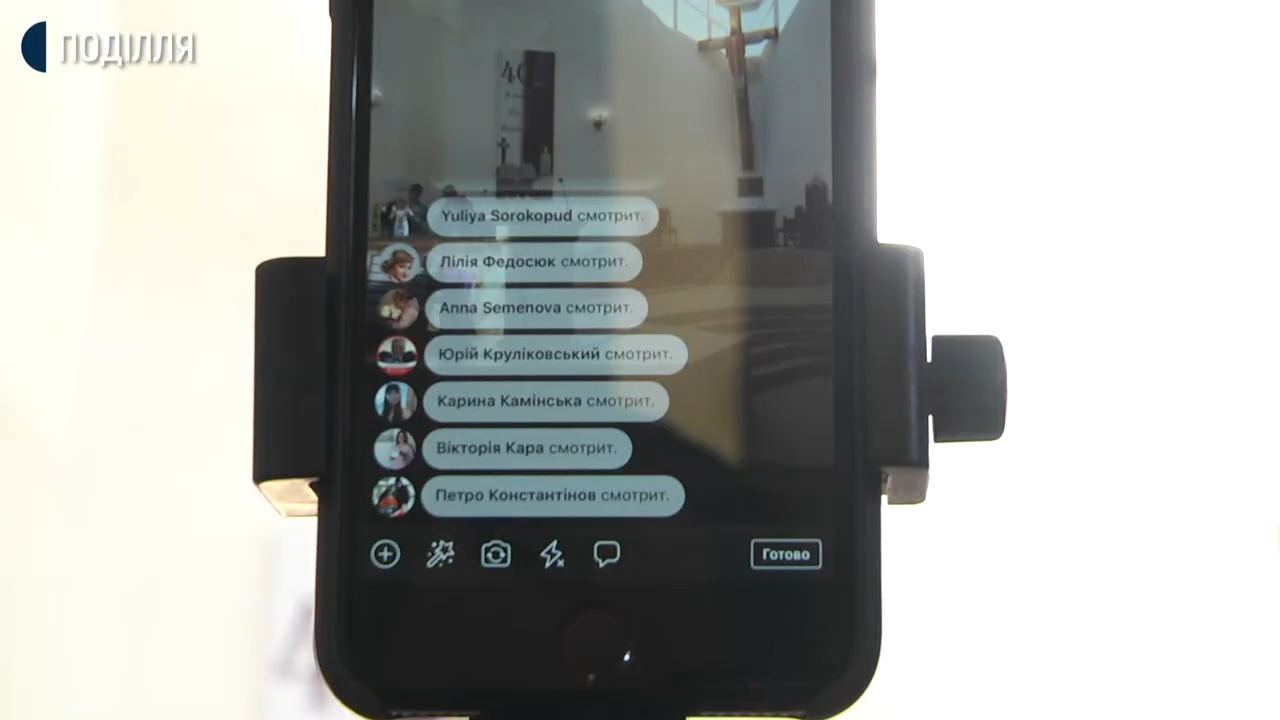 ПОДІЛЛЯ
40
Yuliya Sorokopud смотрит.
Лілія Федосюк смотрит.
Anna Semenova смотрит.
Юрій Круліковський смотрит.
Карина Камінська смотрит.
Вікторія Кара смотрит.
Петро Константінов смотрит.
Готово